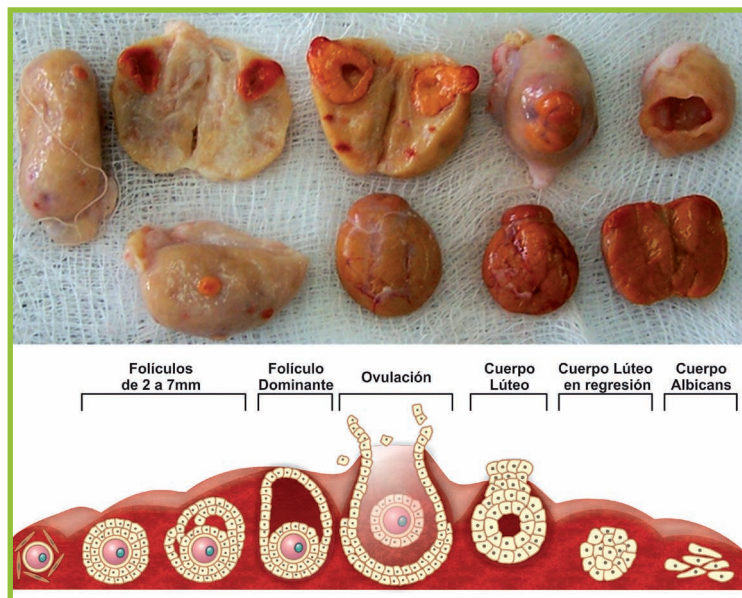 Folículos
de 2 a 7mm
Folículo
Dominante
Ovulación
Cuerpo
Lúteo
Cuerpo Lúteo
en regresión
Cuerpo
Albicans